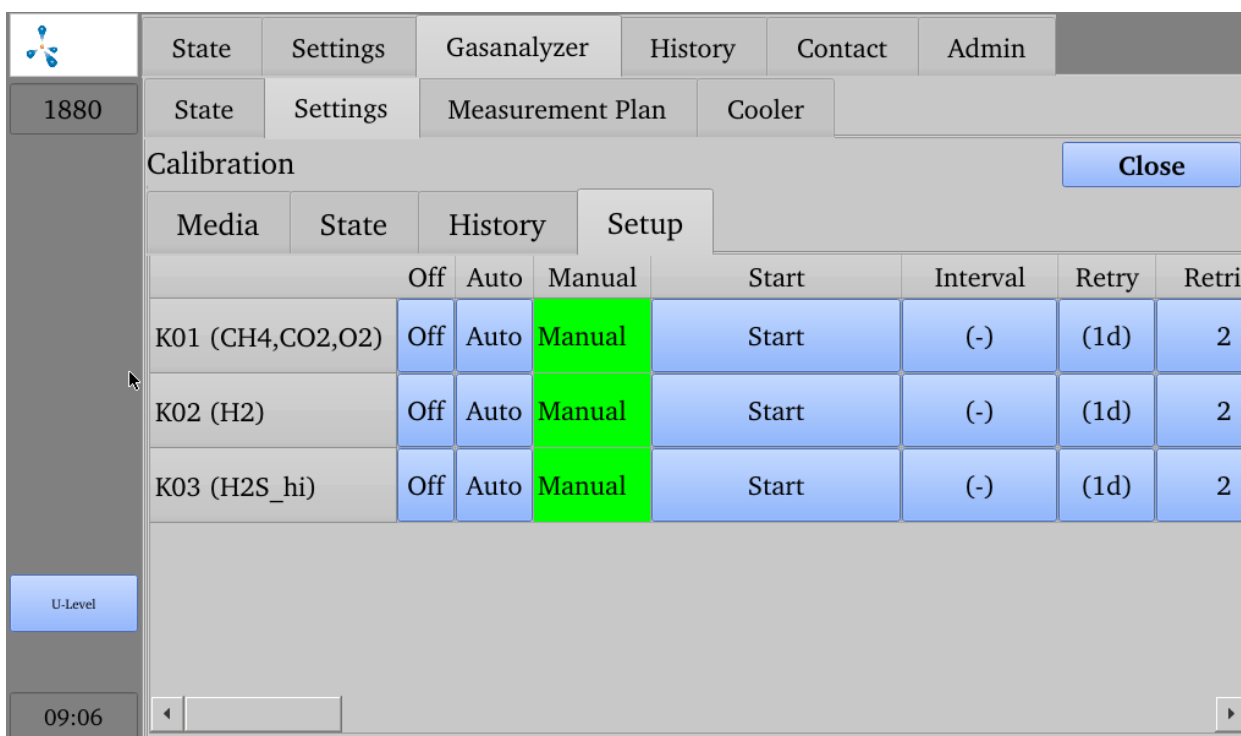 State Settings Gasanalyzer History Contact Admin
1880 State Settings Measurement Plan Cooler
Calibration Close
Media State History Setup
Off Auto Manual Start Interval Retry Retri
K01 (CH4,CO2,O2) Off Auto Manual Start (-) (1d) 2
K02 (H2) Off Auto Manual Start (-) (1d) 2
K03 (H2S_hi) Off Auto Manual Start (-) (1d) 2
U-Level
09:06